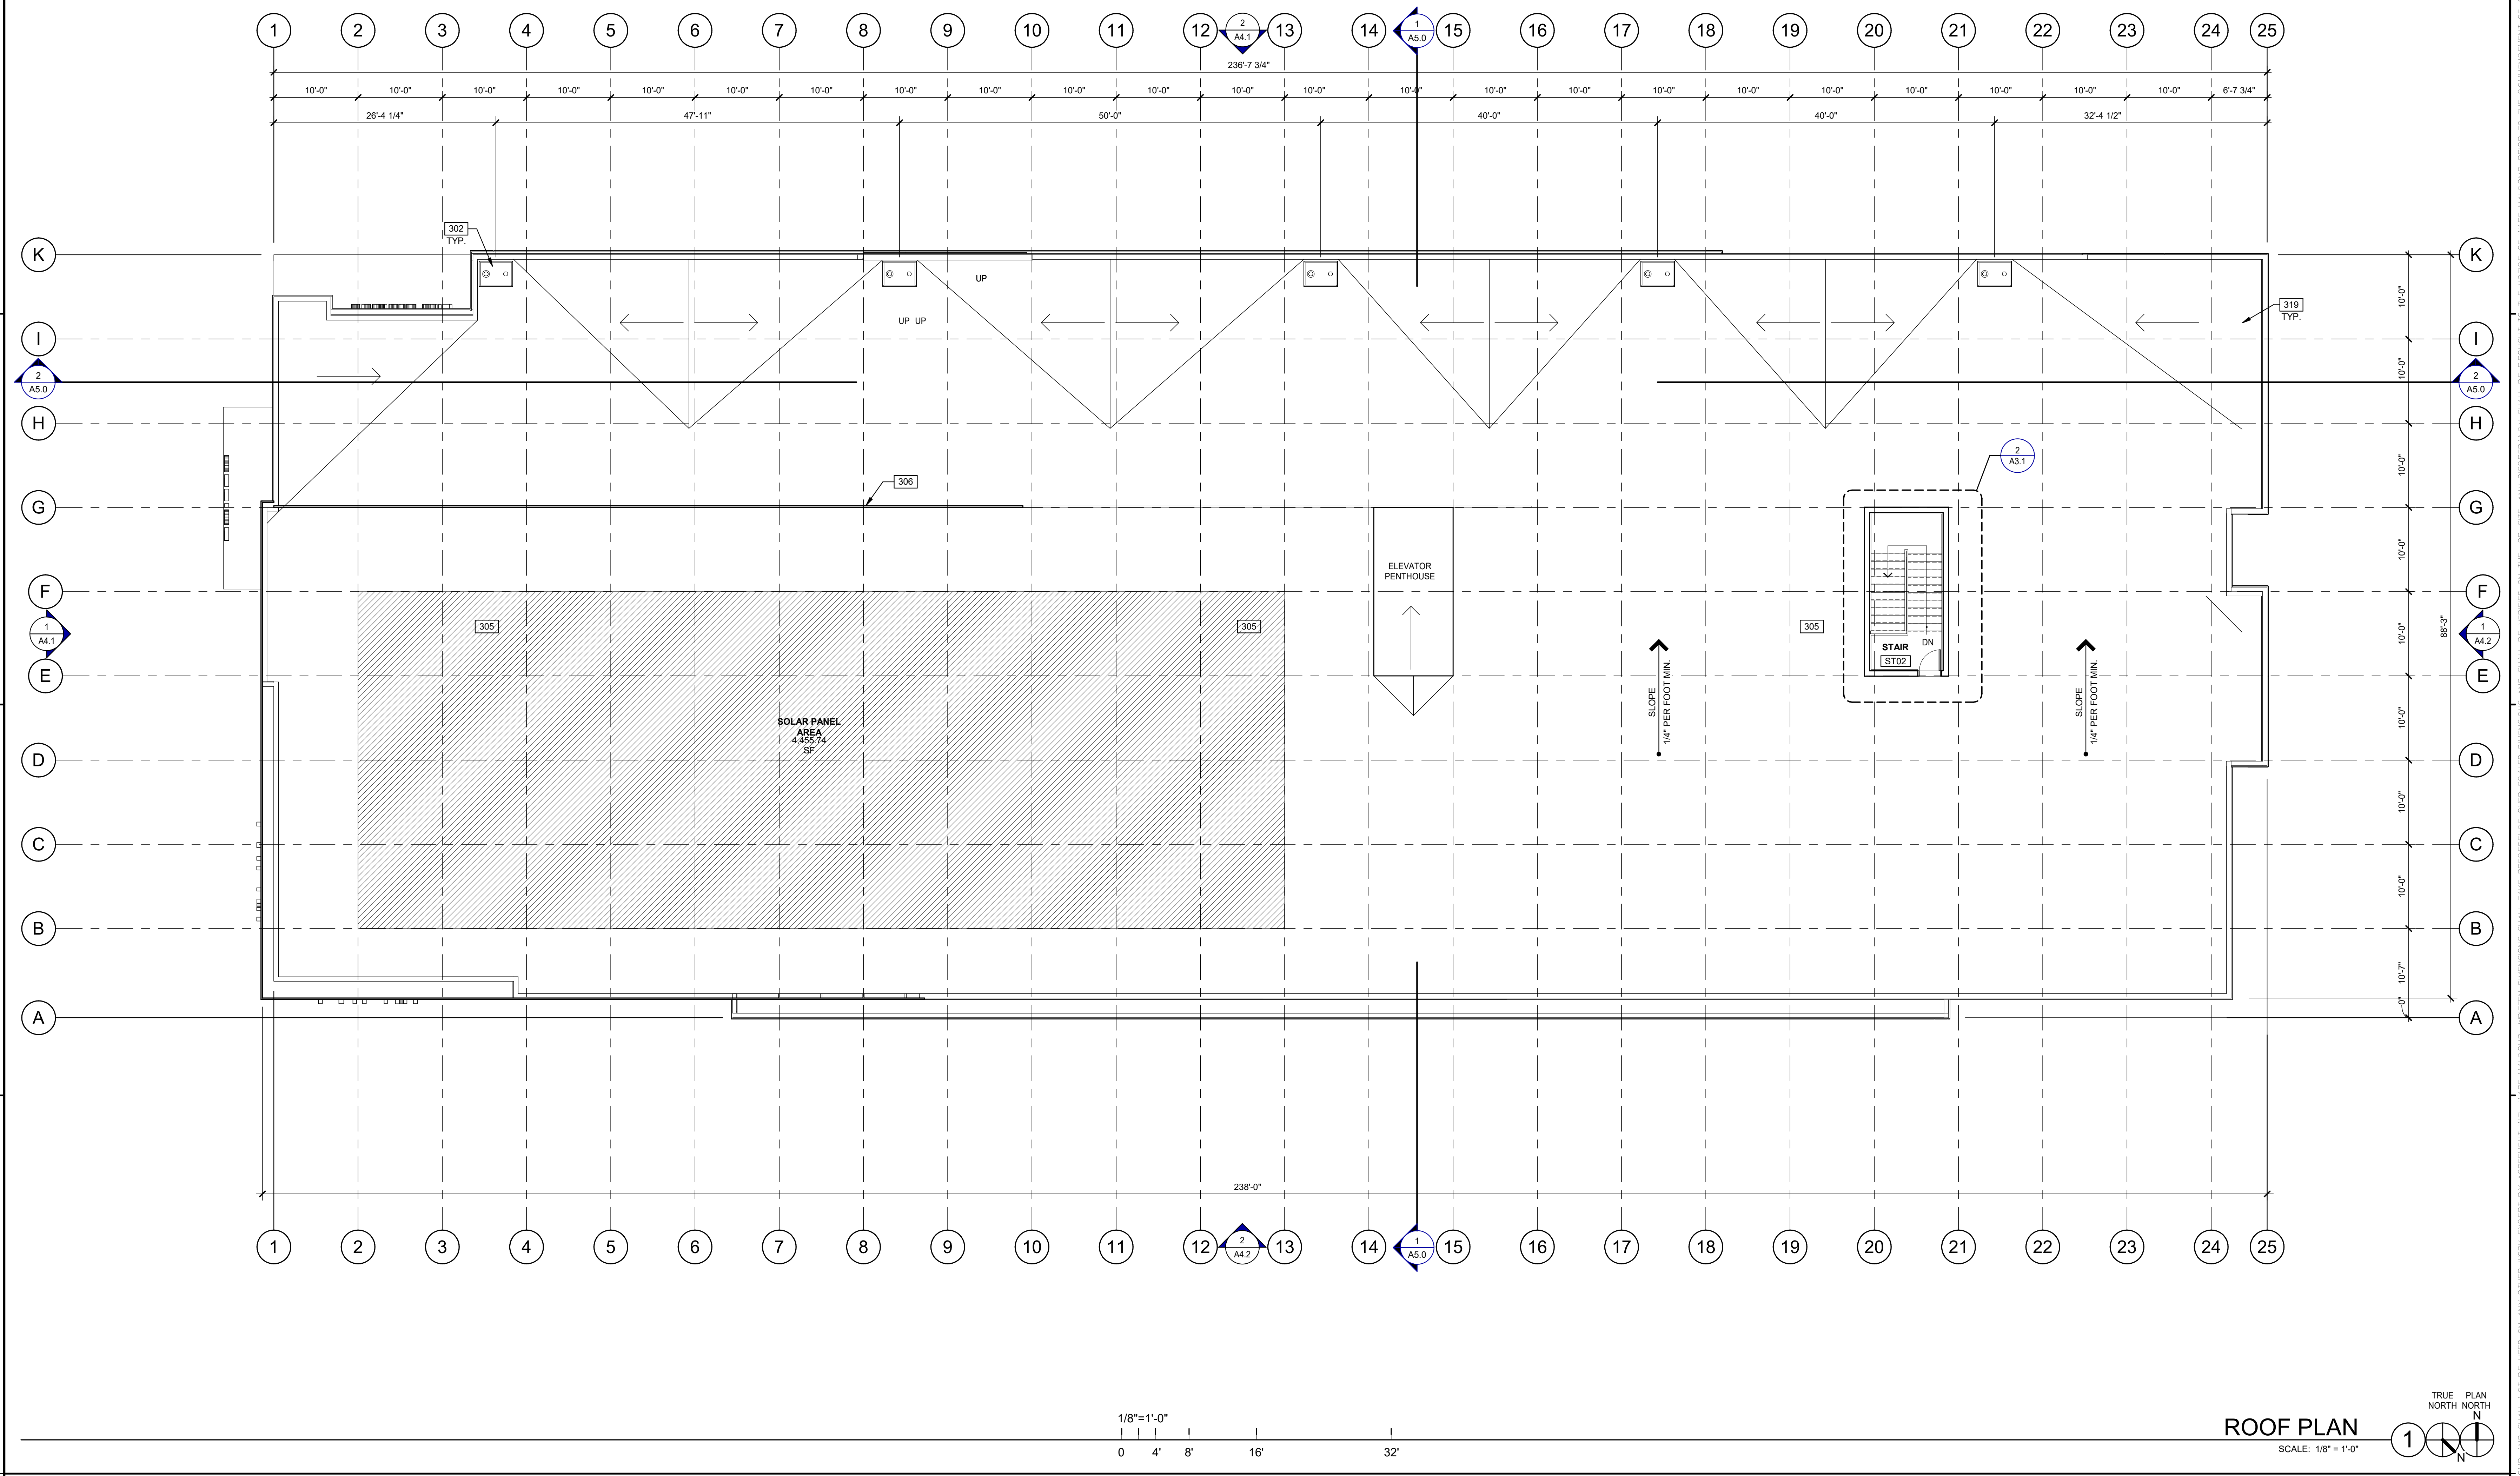 1 2 3 4 5 6 7 8 9 10 11 12 2 A4.1 13 14 1 A5.0 15 16 17 18 19 20 21 22 23 24 25
236'-7 3/4"
10'-0" 10'-0" 10'-0" 10'-0" 10'-0" 10'-0" 10'-0" 10'-0" 10'-0" 10'-0" 10'-0" 10'-0" 10'-0" 10'-0" 10'-0" 10'-0" 10'-0" 10'-0" 10'-0" 10'-0" 10'-0" 10'-0" 10'-0" 6'-7 3/4"
26'-4 1/4" 47'-11" 50'-0" 40'-0" 40'-0" 32'-4 1/2"
302
TYP.
K K
UP
10'-0"
319
TYP.
UP UP
I I
10'-0"
2
A5.0
2
A5.0
H H
2
A3.1
10'-0"
306
G G
10'-0"
ELEVATOR
PENTHOUSE
F F
305 305 305
1
A4.1
1
A4.2
10'-0"
88'-3"
STAIR
DN
ST02
E E
SLOPE
1/4" PER FOOT MIN.
SLOPE
1/4" PER FOOT MIN.
10'-0"
SOLAR PANEL
AREA
4,455.74
SF
D D
10'-0"
C C
10'-0"
B B
10'-7"
A A
238'-0"
1 2 3 4 5 6 7 8 9 10 11 12 2 A4.2 13 14 1 A5.0 15 16 17 18 19 20 21 22 23 24 25
1/8"=1'-0"
0 4' 8' 16' 32'
ROOF PLAN
SCALE: 1/8" = 1'-0"
1
TRUE
NORTH
PLAN
NORTH
N
N